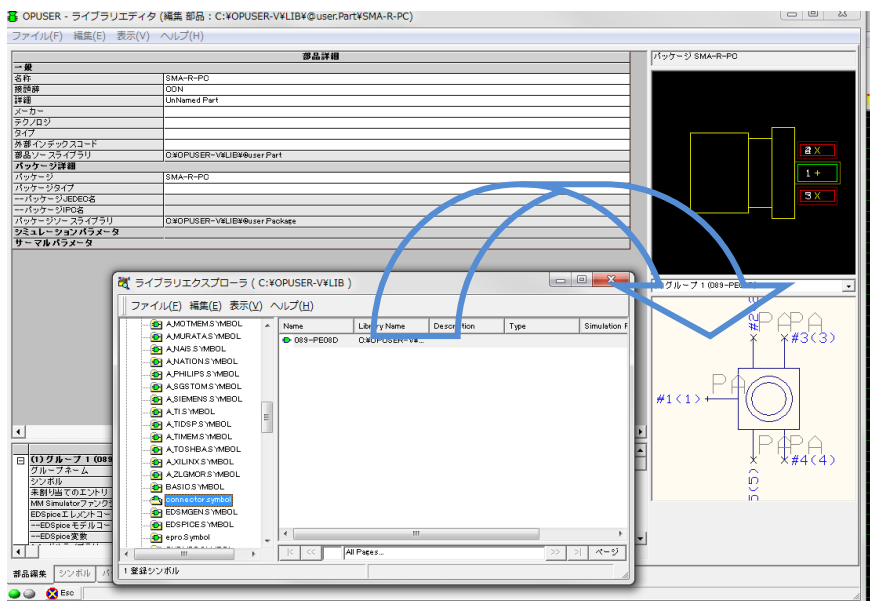 OPUSER - ライブラリエディタ (編集 部品 : C:¥OPUSER-V¥LIB¥@user.Part¥SMA-R-PC)
ファイル(F) 編集(E) 表示(V) ヘルプ(H)
部品詳細
一般
名称 SMA-R-PC
接頭辞 CON
詳細 UnNamed Part
メーカー
テクノロジ
タイプ
外部インデックスコード
部品ソースライブラリ C:¥OPUSER-V¥LIB¥@user.Part
パッケージ詳細
パッケージ SMA-R-PC
パッケージタイプ
--パッケージJEDEC名
--パッケージIPC名
パッケージソースライブラリ C:¥OPUSER-V¥LIB¥@user.Package
シミュレーションパラメータ
サーマルパラメータ
パッケージ SMA-R-PC
2 X
1 +
3 X
グループ 1 (089-PE
#2
PA PA
#3(3)
#1(1)
PA
PA PA
#4(4)
(5)
ライブラリエクスプローラ ( C:¥OPUSER-V¥LIB )
ファイル(F) 編集(E) 表示(V) ヘルプ(H)
A_MOTMEM.SYMBOL
A_MURATA.SYMBOL
A_NAIS.SYMBOL
A_NATION.SYMBOL
A_PHILIPS.SYMBOL
A_SGSTOM.SYMBOL
A_SIEMENS.SYMBOL
A_TI.SYMBOL
A_TIDSP.SYMBOL
A_TIMEM.SYMBOL
A_TOSHBA.SYMBOL
A_XILINX.SYMBOL
A_ZLGMOR.SYMBOL
BASIC.SYMBOL
connector.symbol
EDSMGEN.SYMBOL
EDSPICE.SYMBOL
epro.Symbol
Name Library Name Description Type Simulation F
089-PE08D C:¥OPUSER-V¥...
All Pages...
ページ
1 登録シンボル
(1) グループ 1 (089
グループネーム
シンボル
未割り当てのエントリ
MM Simulatorファンク
EDSpiceエレメントコー
--EDSpiceモデルコー
--EDSpice変数
部品編集 シンボル パ
Esc